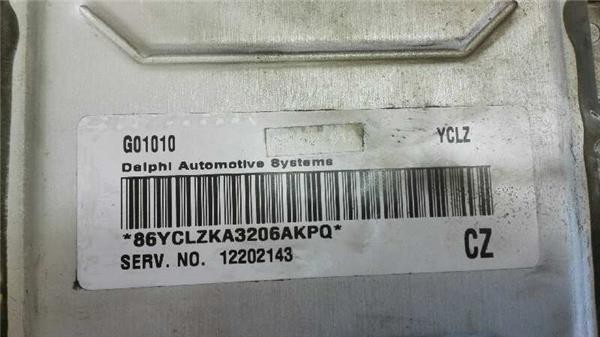 G01010 YCLZ
Delphi Automotive Systems
*86YCLZKA3206AKPQ*
SERV. NO. 12202143 CZ